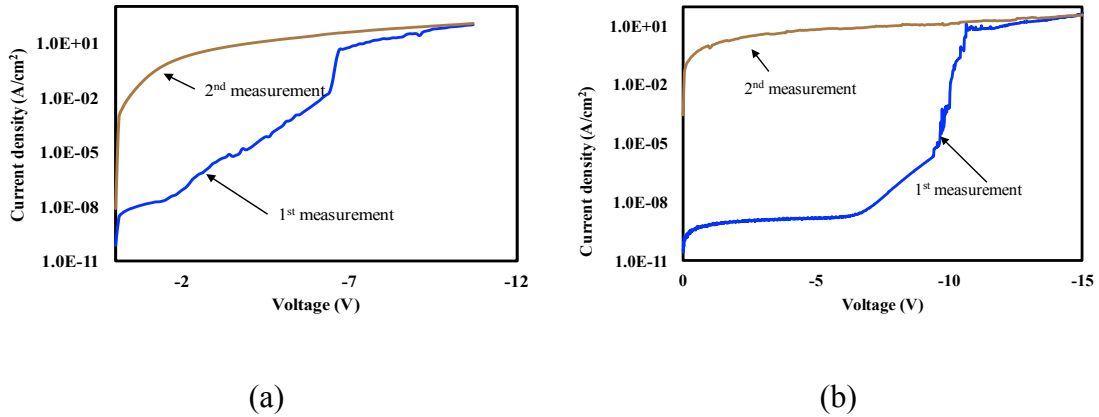 Current density (A/cm²)
1.0E+01
1.0E-02
1.0E-05
1.0E-08
1.0E-11
2nd measurement
1st measurement
-2
-7
-12
Voltage (V)
(a)
Current density (A/cm²)
1.0E+01
1.0E-02
1.0E-05
1.0E-08
1.0E-11
2nd measurement
1st measurement
0
-5
-10
-15
Voltage (V)
(b)